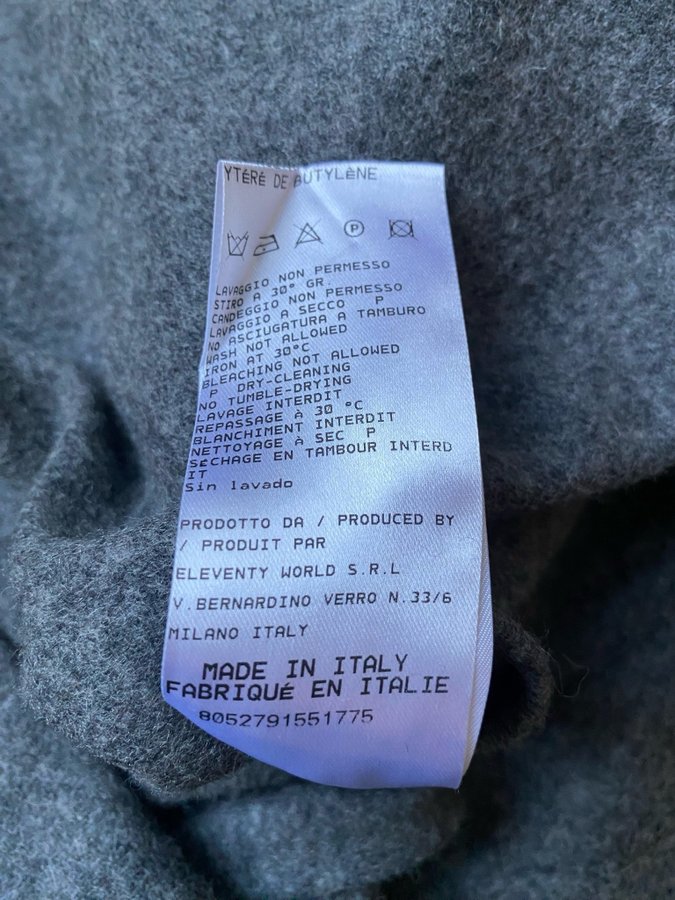 YTÉRÉ DE BUTYLÈNE
P
LAVAGGIO NON PERMESSO
STIRO A 30° GR.
CANDEGGIO NON PERMESSO
LAVAGGIO A SECCO P
NO ASCIUGATURA A TAMBURO
WASH NOT ALLOWED
IRON AT 30°C
BLEACHING NOT ALLOWED
P DRY-CLEANING
NO TUMBLE-DRYING
LAVAGE INTERDIT
REPASSAGE À 30 °C
BLANCHIMENT INTERDIT
NETTOYAGE À SEC P
SÉCHAGE EN TAMBOUR INTERD
IT
Sin lavado
PRODOTTO DA / PRODUCED BY
/ PRODUIT PAR
ELEVENTY WORLD S.R.L
V.BERNARDINO VERRO N.33/6
MILANO ITALY
MADE IN ITALY
FABRIQUÉ EN ITALIE
8052791551775